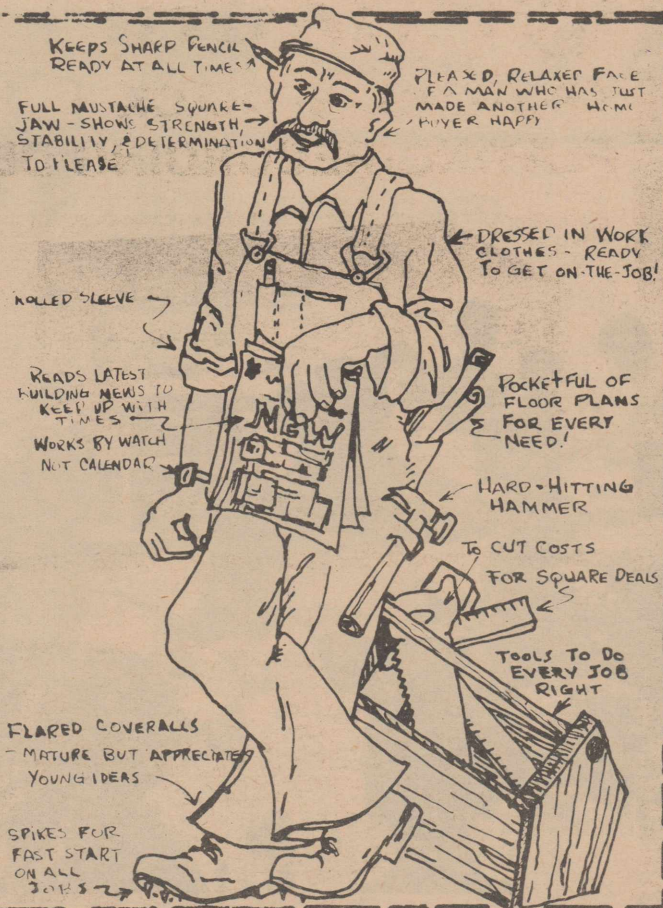 KEEPS SHARP PENCIL
READY AT ALL TIMES
FULL MUSTACHE SQUARE-
JAW - SHOWS STRENGTH,
STABILITY, & DETERMINATION
TO PLEASE
PLEASED, RELAXED FACE
OF A MAN WHO HAS JUST
MADE ANOTHER HOME
BUYER HAPPY
DRESSED IN WORK
CLOTHES - READY
TO GET ON-THE-JOB!
ROLLED SLEEVE
READS LATEST
BUILDING NEWS TO
KEEP UP WITH
TIMES
NEW
WORKS BY WATCH
NOT CALENDAR
POCKETFUL OF
FLOOR PLANS
FOR EVERY
NEED!
HARD-HITTING
HAMMER
TO CUT COSTS
FOR SQUARE DEALS
TOOLS TO DO
EVERY JOB
RIGHT
FLARED COVERALLS
- MATURE BUT APPRECIATES
YOUNG IDEAS
SPIKES FOR
FAST START
ON ALL
JOBS